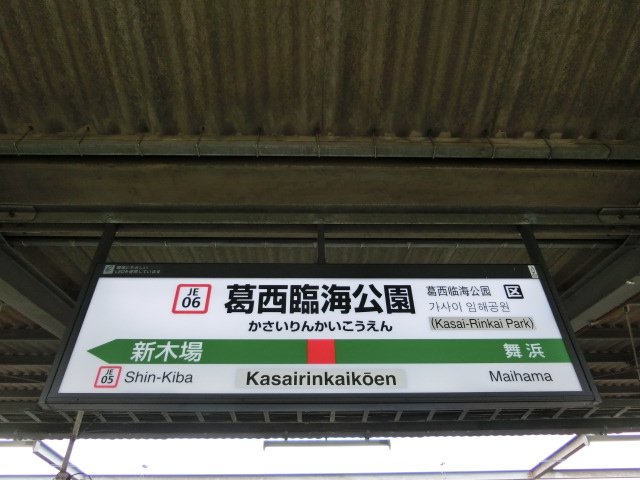 JE
06
葛西臨海公園
かさいりんかいこうえん
葛西临海公园
区
가사이 임해공원
(Kasai-Rinkai Park)
新木場
舞浜
JE
05
Shin-Kiba
Kasairinkaikōen
Maihama